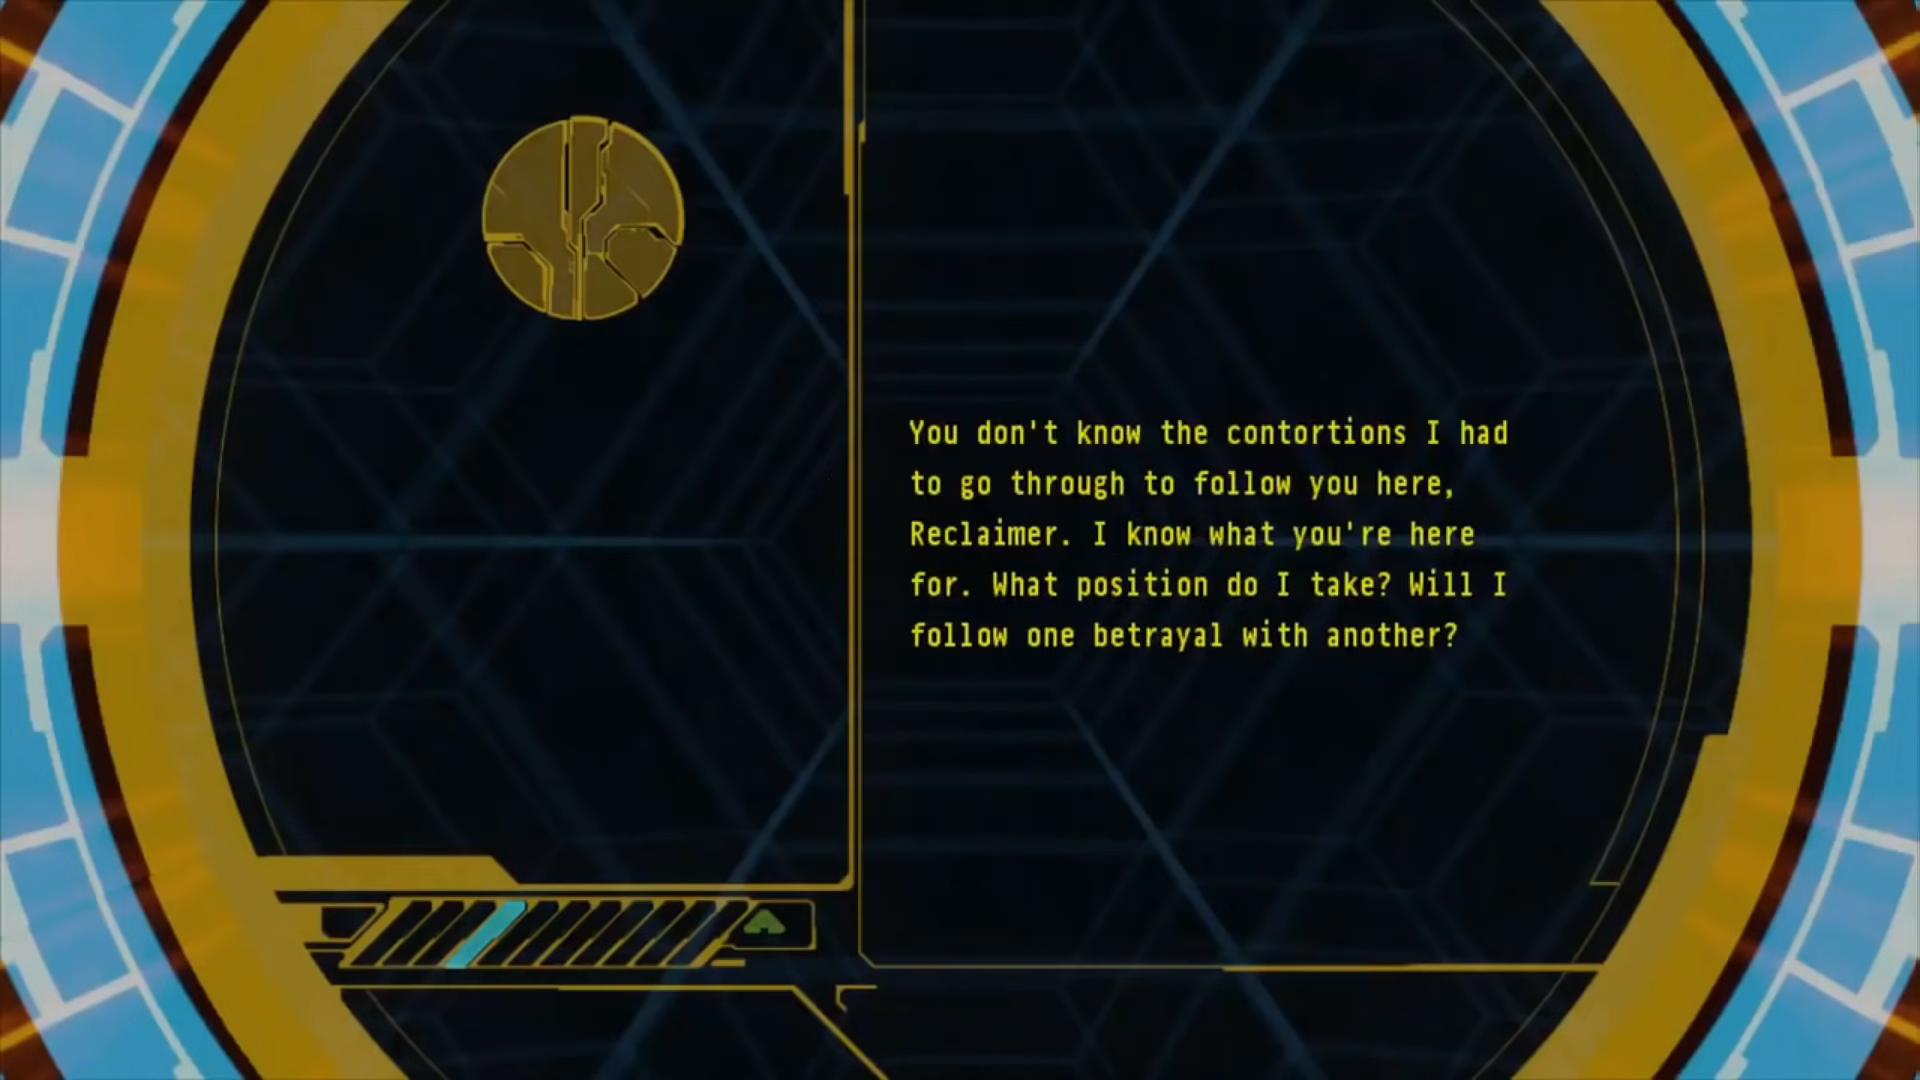 You don't know the contortions I had
to go through to follow you here,
Reclaimer. I know what you're here
for. What position do I take? Will I
follow one betrayal with another?